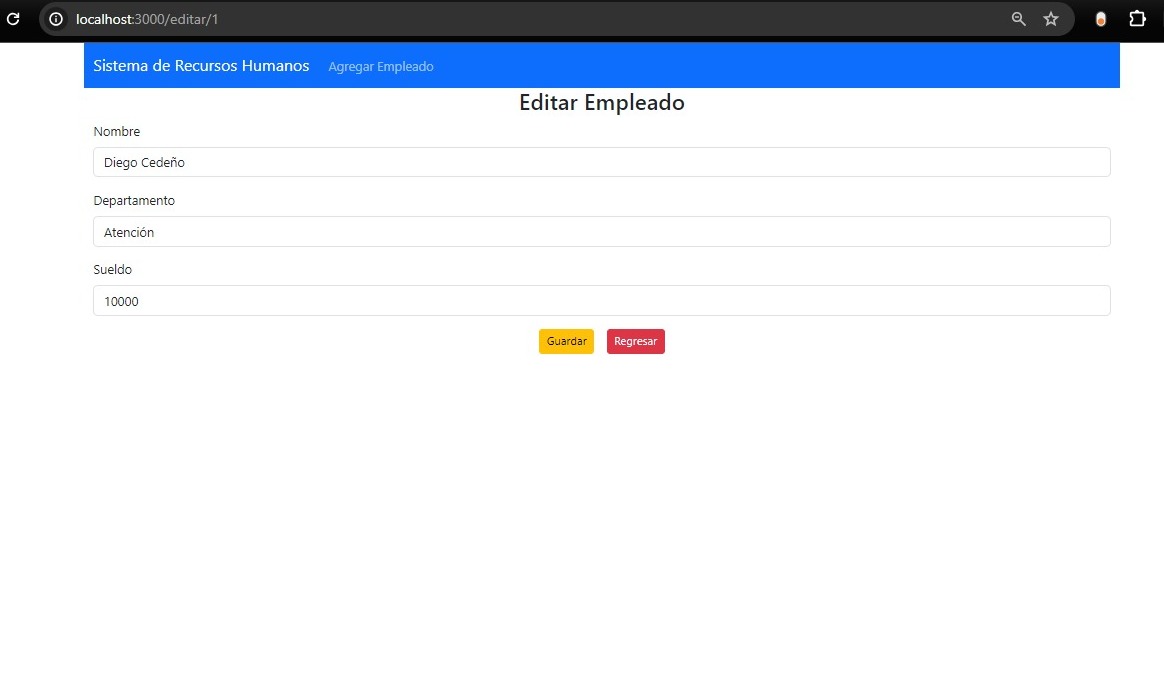 localhost:3000/editar/1
Sistema de Recursos Humanos Agregar Empleado
Editar Empleado
Nombre
Diego Cedeño
Departamento
Atención
Sueldo
10000
Guardar Regresar